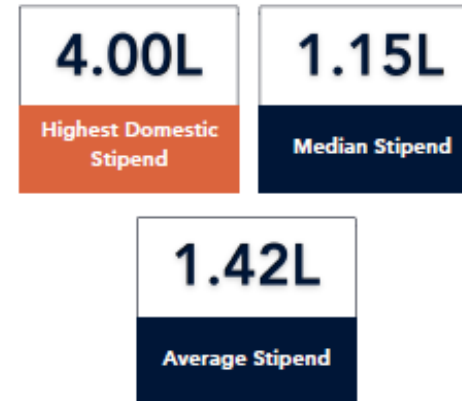 4.00L
Highest Domestic
Stipend
1.15L
Median Stipend
1.42L
Average Stipend